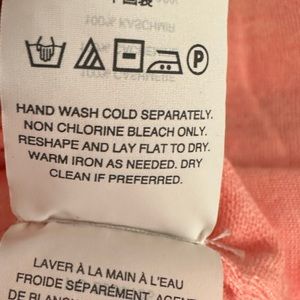 HAND WASH COLD SEPARATELY.
NON CHLORINE BLEACH ONLY.
RESHAPE AND LAY FLAT TO DRY.
WARM IRON AS NEEDED. DRY
CLEAN IF PREFERRED.
LAVER À LA MAIN À L'EAU
FROIDE SÉPARÉMENT. AGENT